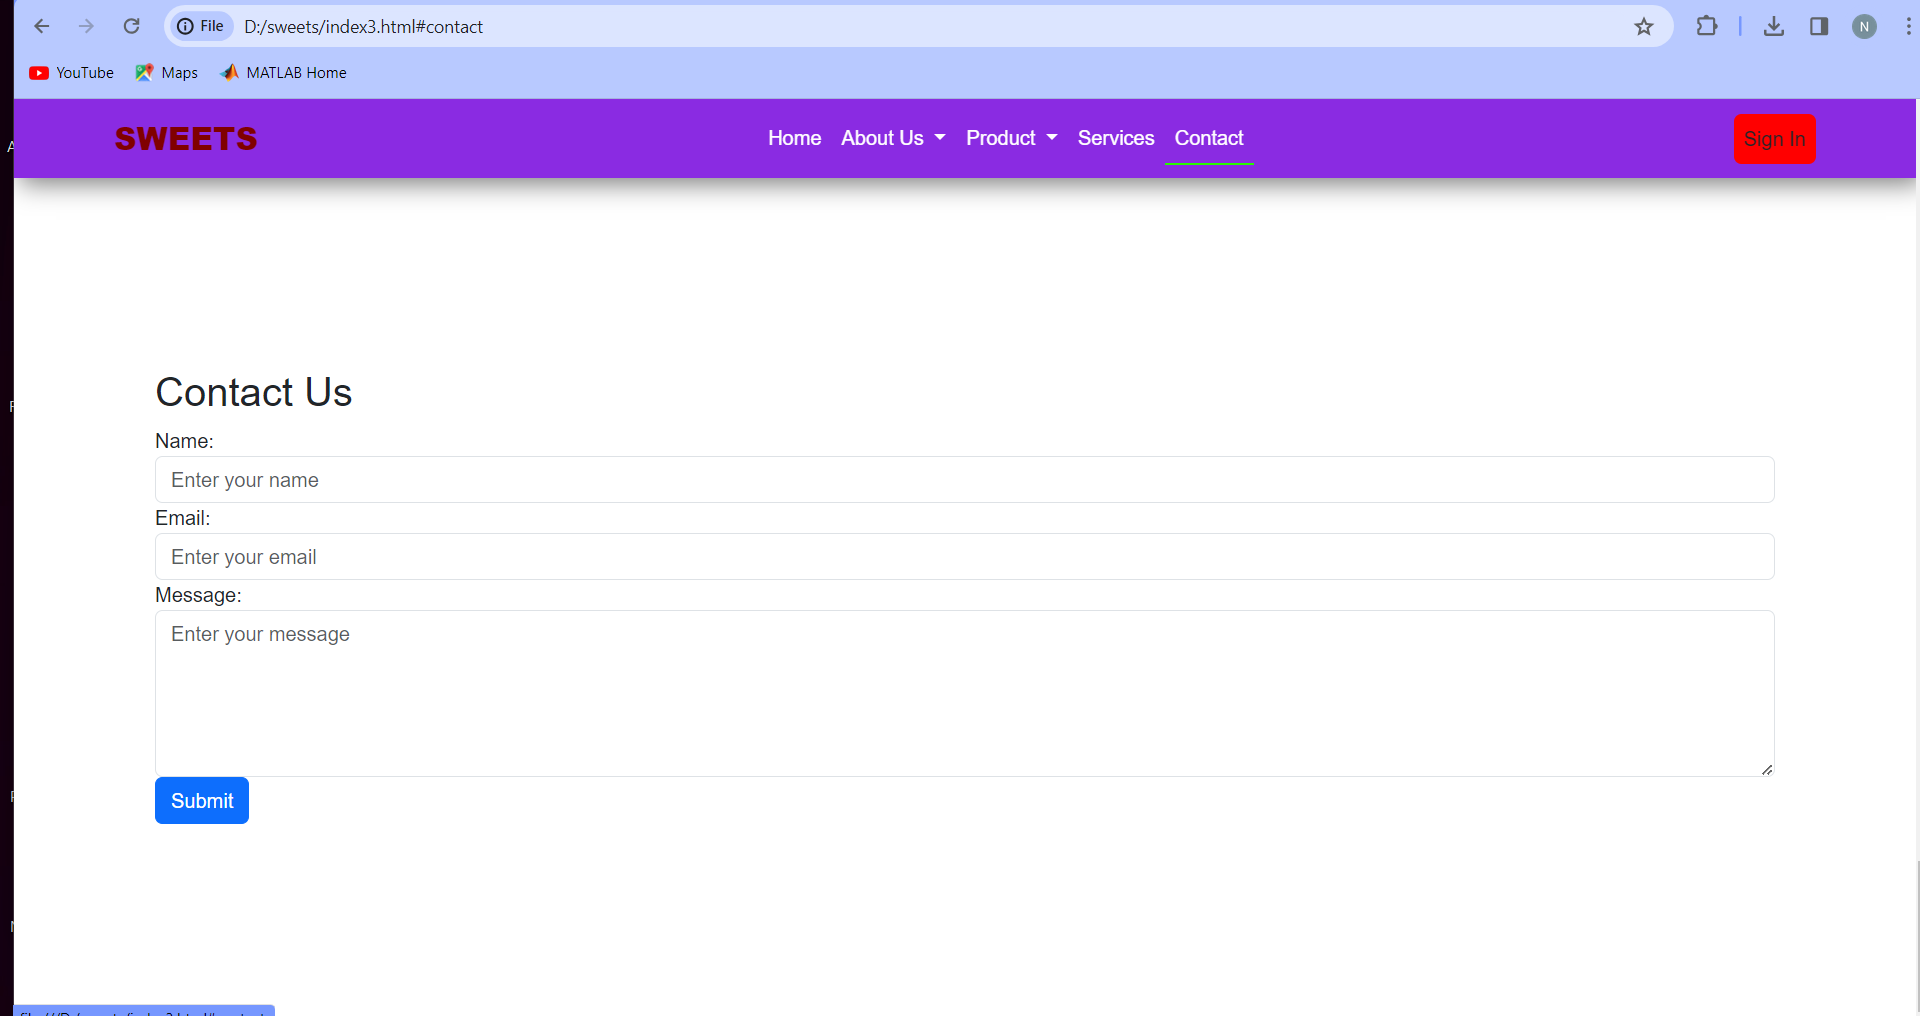 File D:/sweets/index3.html#contact N
YouTube Maps MATLAB Home
SWEETS Home About Us Product Services Contact Sign In
Contact Us
Name:
Enter your name
Email:
Enter your email
Message:
Enter your message
Submit